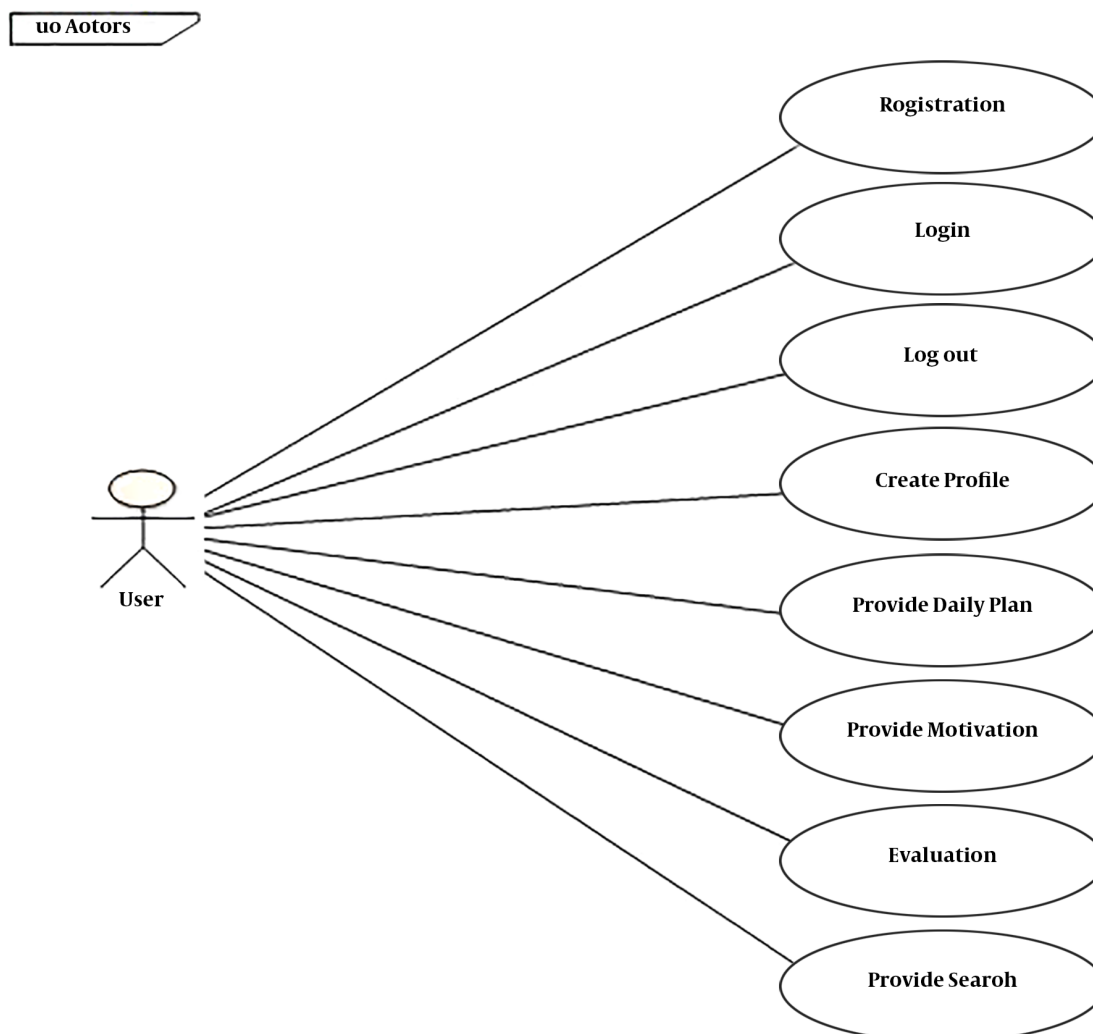 uo Aotors
Rogistration
Login
Log out
Create Profile
Provide Daily Plan
Provide Motivation
Evaluation
Provide Searoh
User